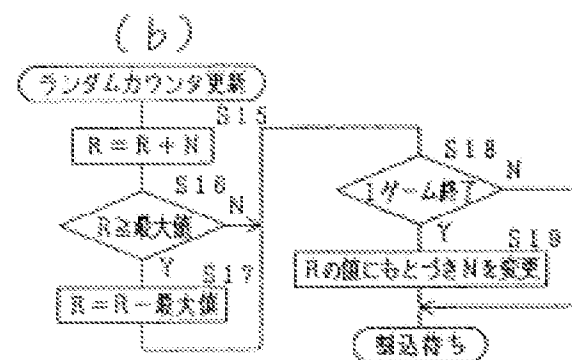 (b)
ランダムカウンタ更新
S15
R=R+N
S16
R≧最大値
N
Y
S17
R=R-最大値
S18
1ゲーム終了
N
Y
S19
Rの値にもとづきNを変更
割込待ち